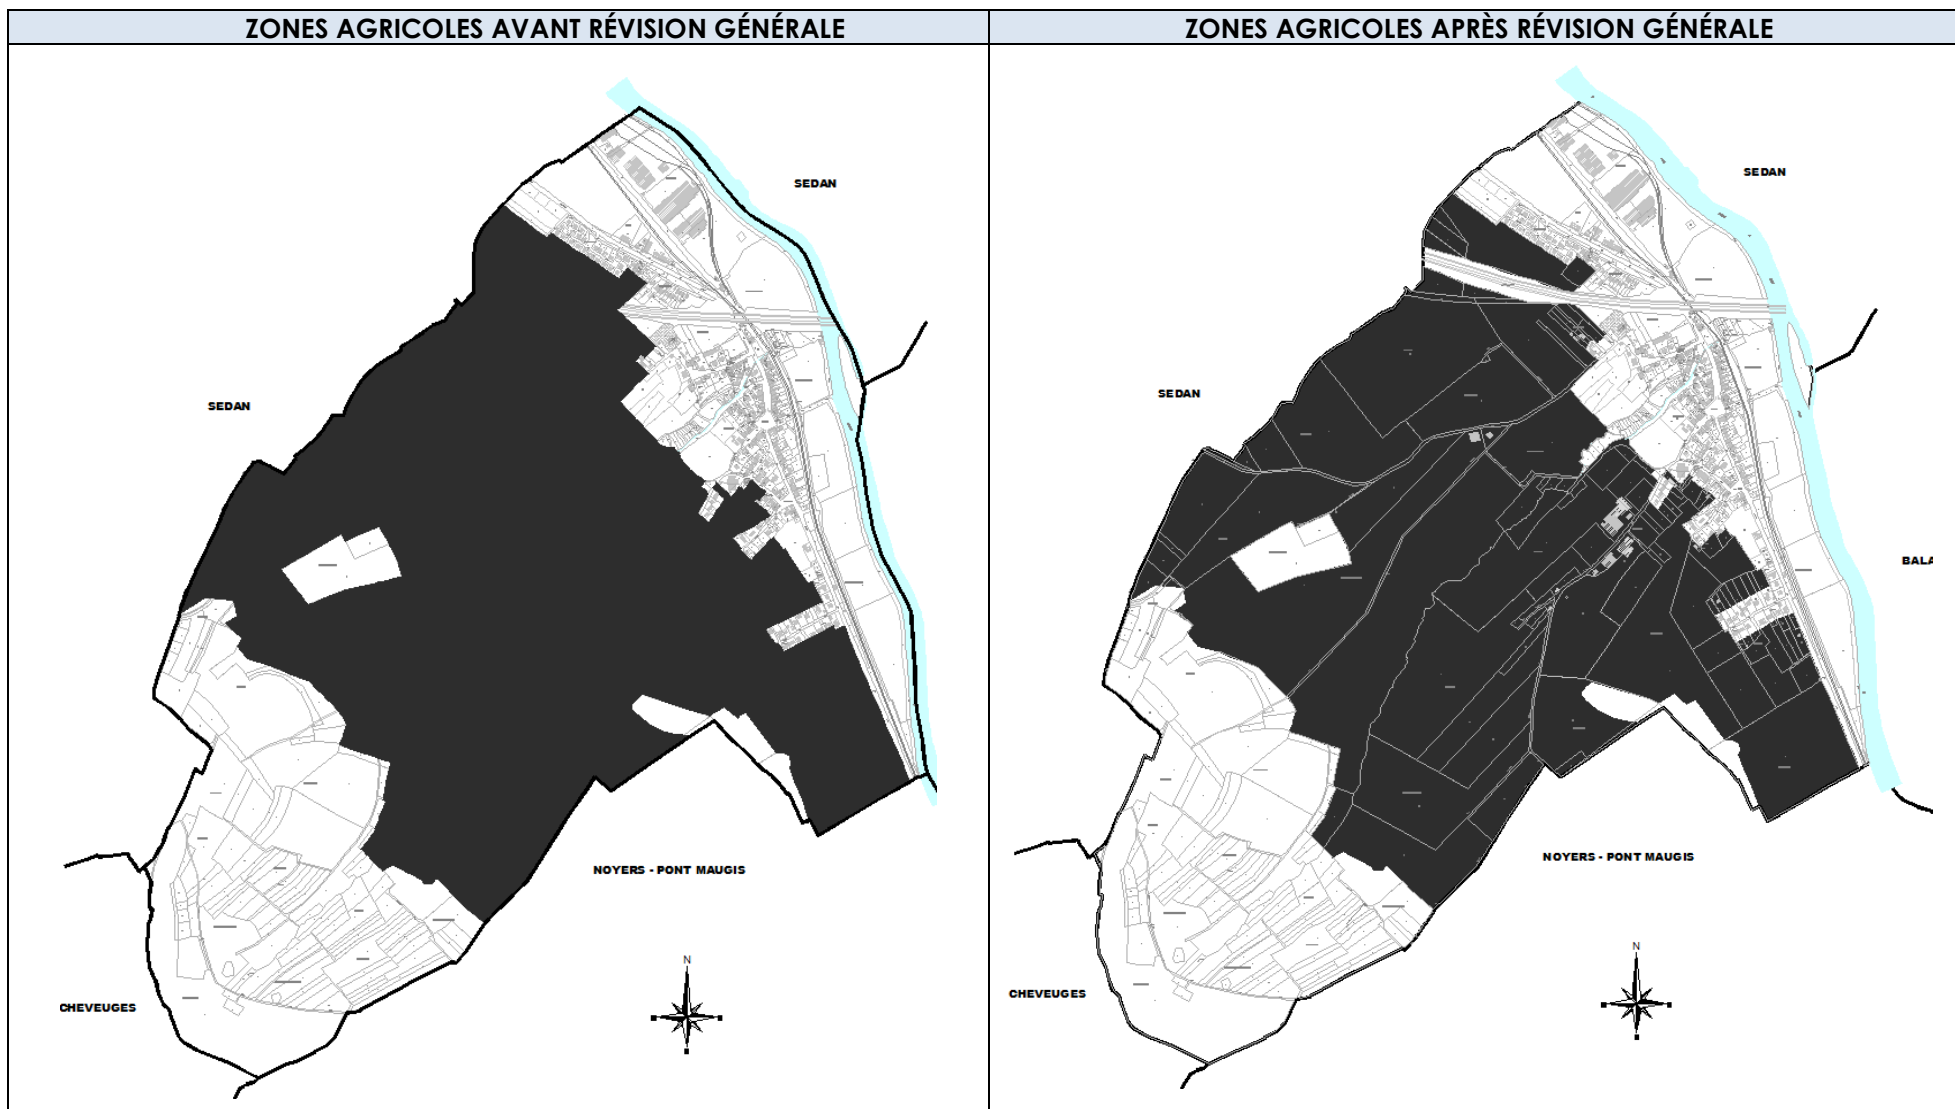 ZONES AGRICOLES AVANT RÉVISION GÉNÉRALE
SEDAN
SEDAN
NOYERS - PONT MAUGIS
CHEVEUGES
N
ZONES AGRICOLES APRÈS RÉVISION GÉNÉRALE
SEDAN
SEDAN
BALA
NOYERS - PONT MAUGIS
CHEVEUGES
N